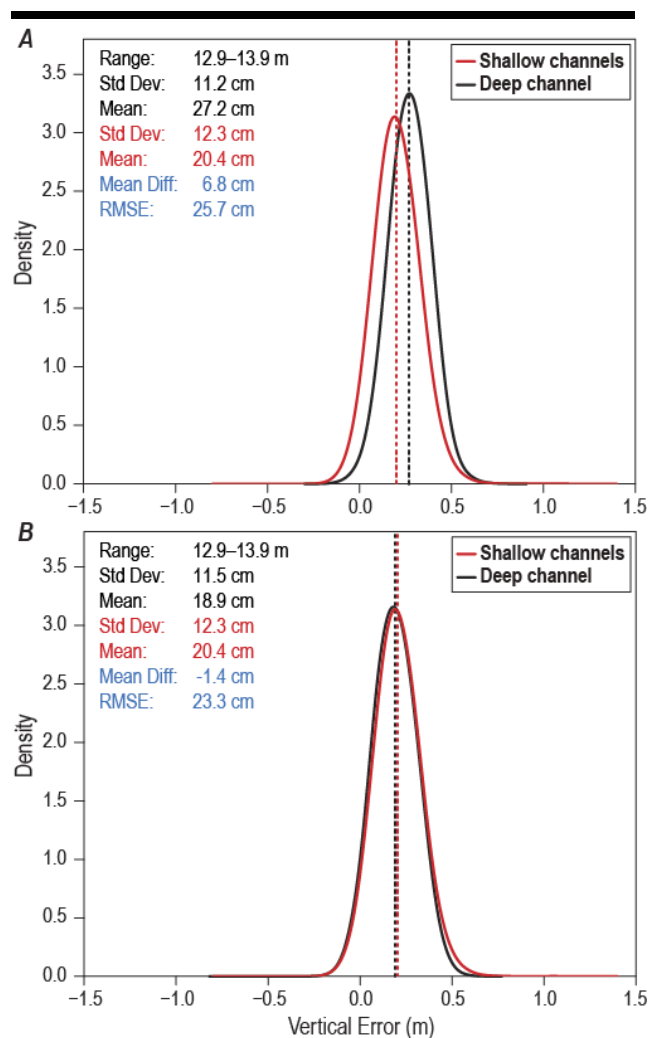 A
Range: 12.9–13.9 m
Std Dev: 11.2 cm
Mean: 27.2 cm
Std Dev: 12.3 cm
Mean: 20.4 cm
Mean Diff: 6.8 cm
RMSE: 25.7 cm
Shallow channels
Deep channel
3.5
3.0
2.5
2.0
1.5
1.0
0.5
0.0
Density
−1.5 −1.0 −0.5 0.0 0.5 1.0 1.5
B
Range: 12.9–13.9 m
Std Dev: 11.5 cm
Mean: 18.9 cm
Std Dev: 12.3 cm
Mean: 20.4 cm
Mean Diff: -1.4 cm
RMSE: 23.3 cm
Shallow channels
Deep channel
3.5
3.0
2.5
2.0
1.5
1.0
0.5
0.0
Density
−1.5 −1.0 −0.5 0.0 0.5 1.0 1.5
Vertical Error (m)